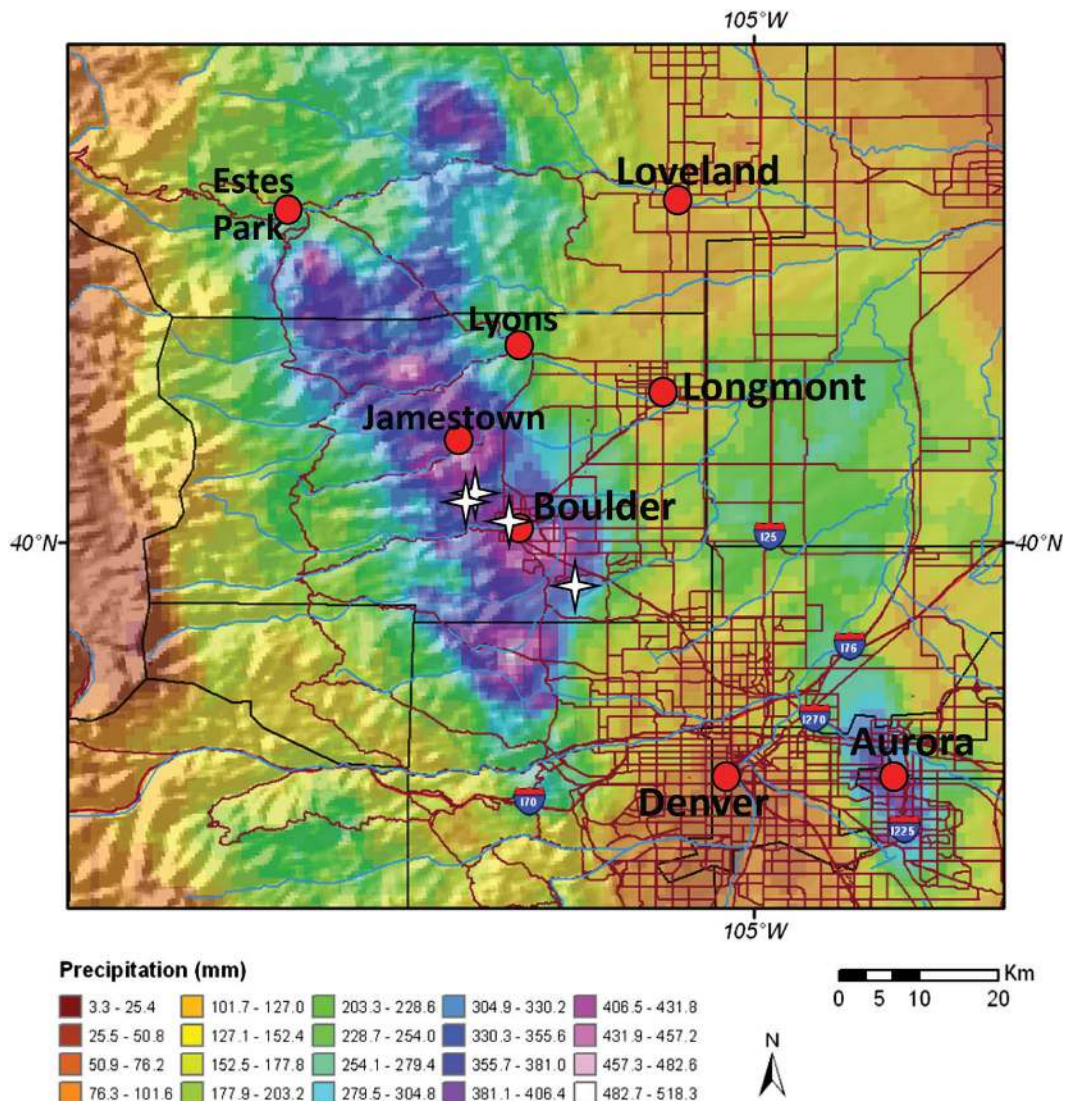 105°W
Estes
Park
Loveland
Lyons
Longmont
Jamestown
Boulder
40°N
40°N
125
176
1270
Aurora
Denver
170
1225
105°W
Precipitation (mm)
3.3 - 25.4
101.7 - 127.0
203.3 - 228.6
304.9 - 330.2
406.5 - 431.8
25.5 - 50.8
127.1 - 152.4
228.7 - 254.0
330.3 - 355.6
431.9 - 457.2
50.9 - 76.2
152.5 - 177.8
254.1 - 279.4
355.7 - 381.0
457.3 - 482.6
76.3 - 101.6
177.9 - 203.2
279.5 - 304.8
381.1 - 406.4
482.7 - 518.3
Km
0 5 10 20
N